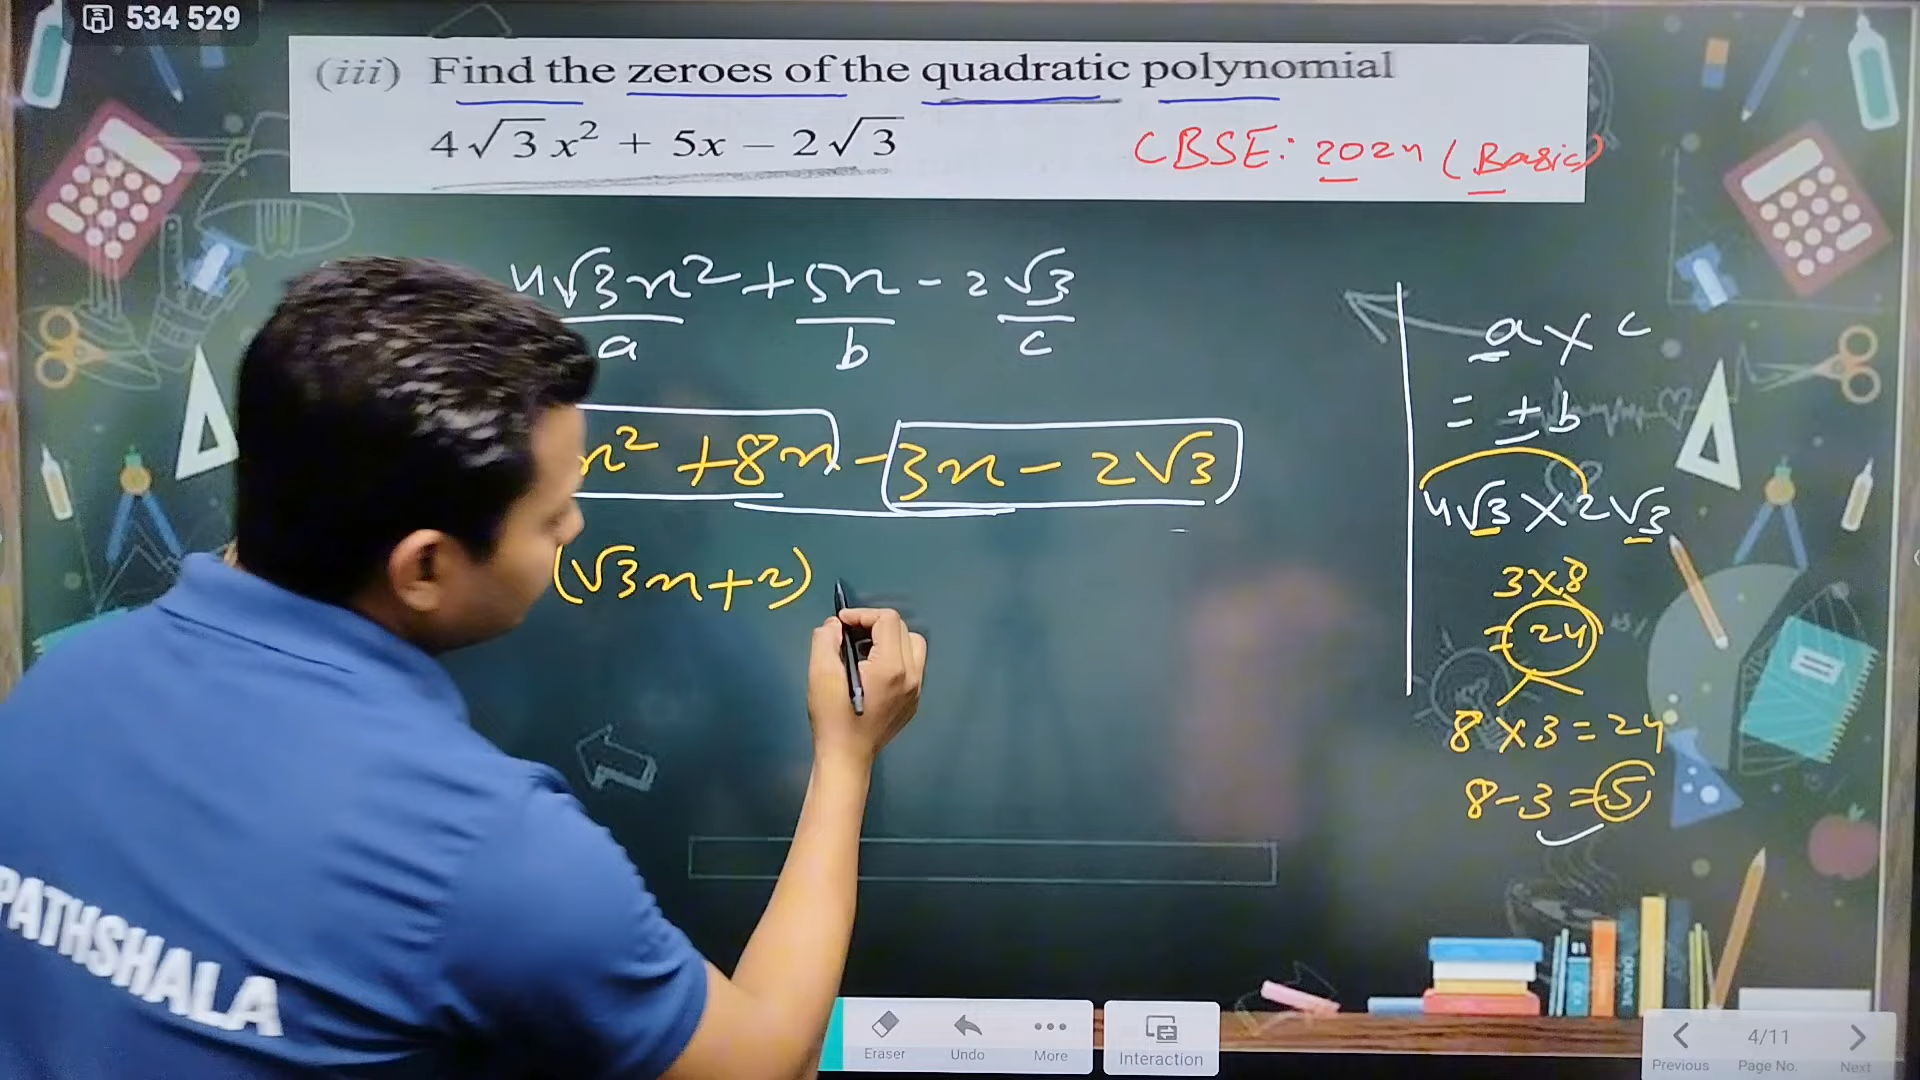 534 529
(iii) Find the zeroes of the quadratic polynomial
4√3x² + 5x – 2√3
CBSE: 2024 (Basic)
4√3x² + 5x - 2√3
a b c
x² + 8x - 3x - 2√3
(√3x + 2)
a × c
= ± b
4√3 × 2√3
3×8
= 24
8 × 3 = 24
8 - 3 = 5
PATHSHALA
Eraser Undo More Interaction
4/11
Previous Page No. Next